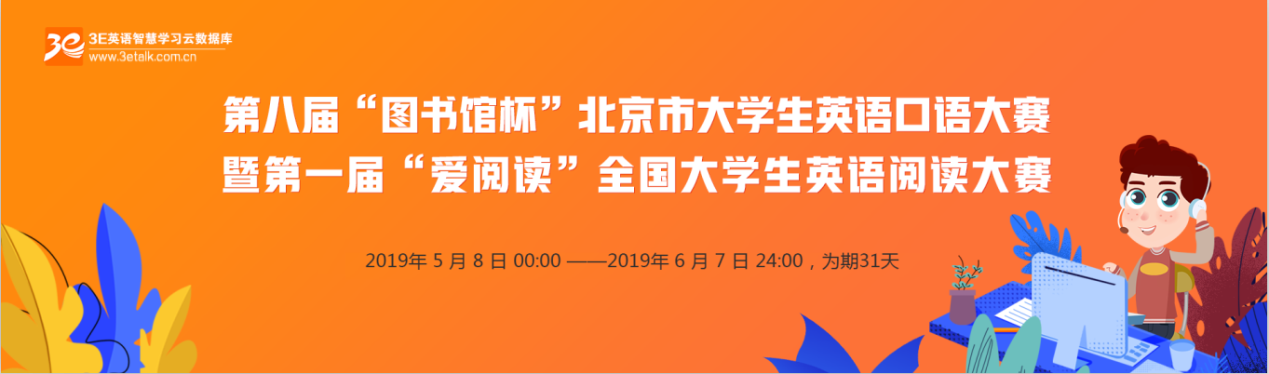 3E英语智慧学习云数据库
www.3etalk.com.cn
第八届“图书馆杯”北京市大学生英语口语大赛
暨第一届“爱阅读”全国大学生英语阅读大赛
2019年 5 月 8 日 00:00 ——2019年 6 月 7 日 24:00，为期31天